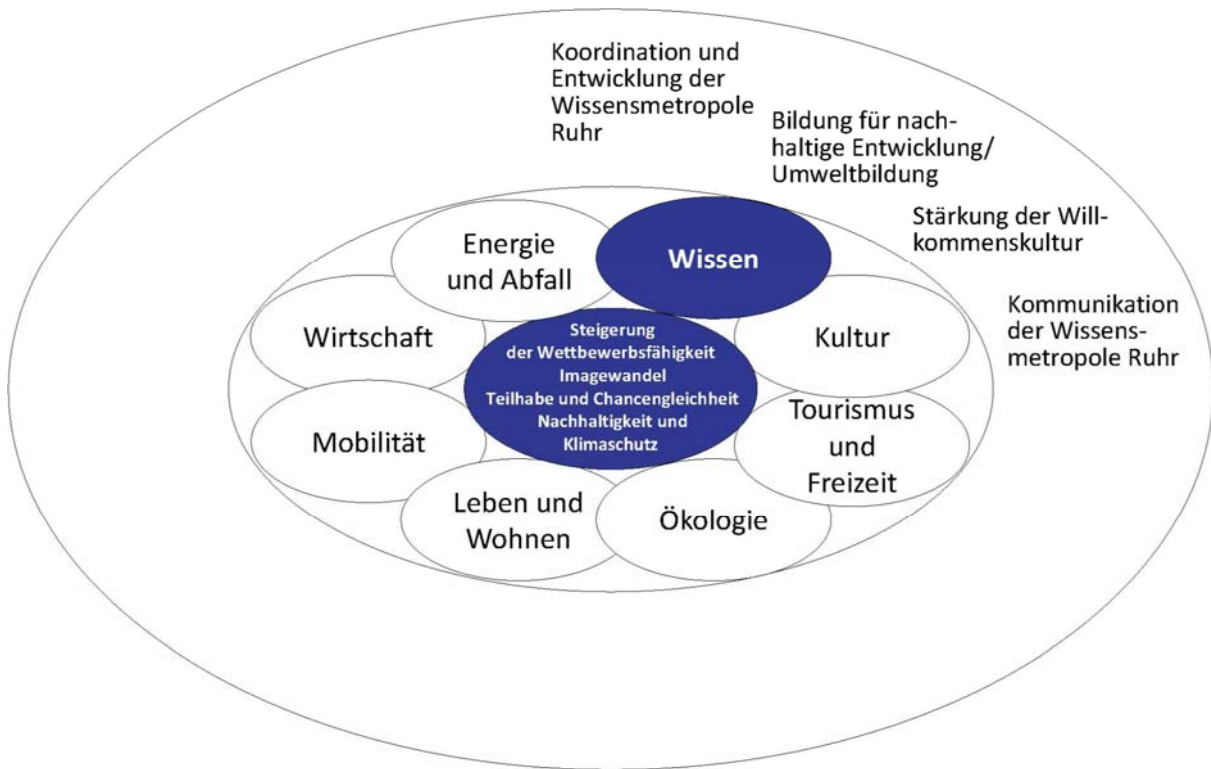 Koordination und
Entwicklung der
Wissensmetropole
Ruhr
Bildung für nach-
haltige Entwicklung/
Umweltbildung
Stärkung der Will-
kommenskultur
Kommunikation
der Wissens-
metropole Ruhr
Energie
und Abfall
Wissen
Wirtschaft
Kultur
Steigerung
der Wettbewerbsfähigkeit
Imagewandel
Teilhabe und Chancengleichheit
Nachhaltigkeit und
Klimaschutz
Mobilität
Tourismus
und
Freizeit
Leben und
Wohnen
Ökologie